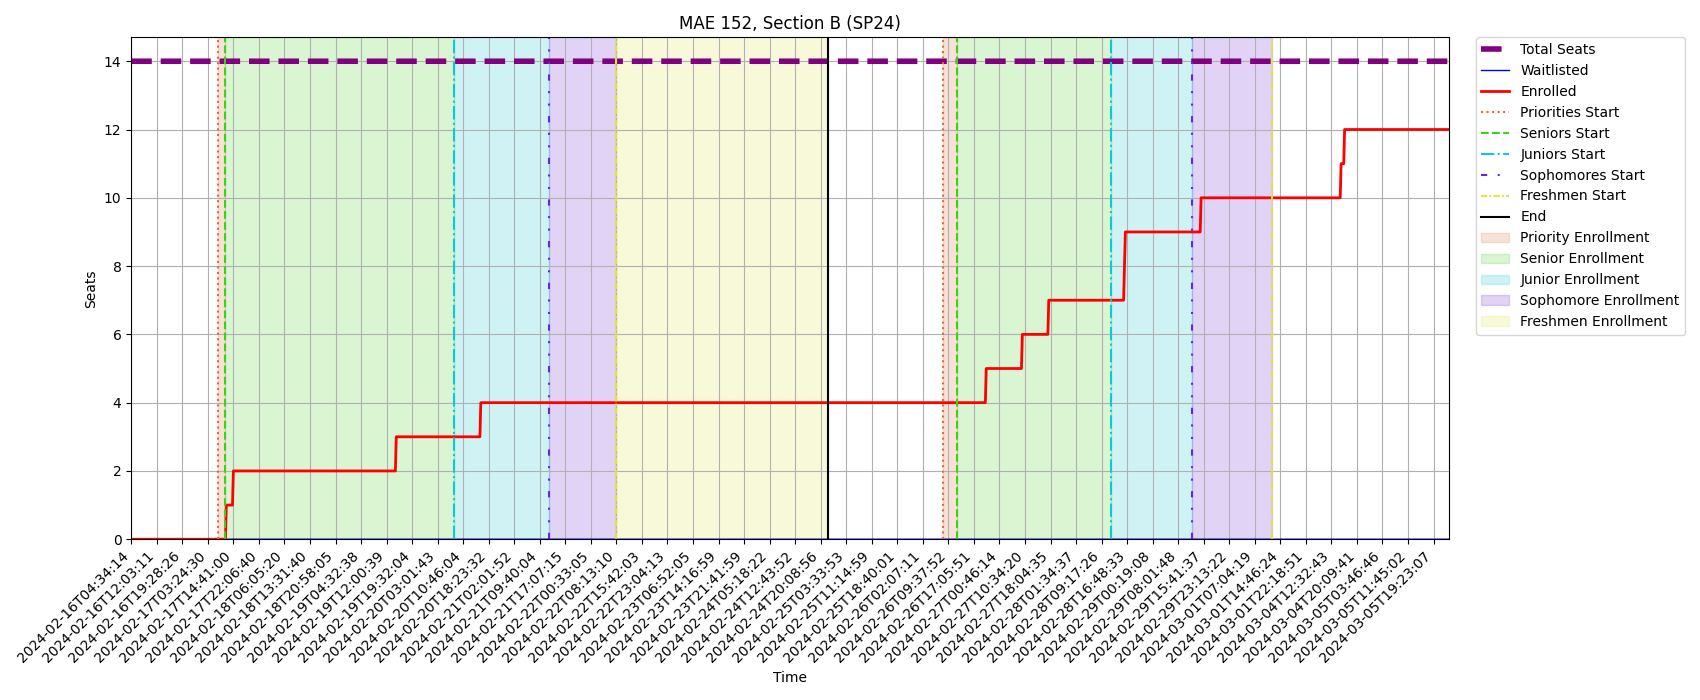 MAE 152, Section B (SP24)
Seats
14
12
10
8
6
4
2
0
2024-02-16T04:34:14
2024-02-16T12:03:11
2024-02-16T19:28:26
2024-02-17T03:24:30
2024-02-17T14:41:00
2024-02-17T22:06:40
2024-02-18T06:05:20
2024-02-18T13:31:40
2024-02-18T20:58:05
2024-02-19T04:32:38
2024-02-19T12:00:39
2024-02-19T19:32:04
2024-02-20T03:01:43
2024-02-20T10:46:04
2024-02-20T18:23:32
2024-02-21T02:01:52
2024-02-21T09:40:04
2024-02-21T17:07:15
2024-02-22T00:33:05
2024-02-22T08:13:10
2024-02-22T15:42:03
2024-02-22T23:04:13
2024-02-23T06:52:05
2024-02-23T14:16:59
2024-02-23T21:41:59
2024-02-24T05:18:22
2024-02-24T12:43:52
2024-02-24T20:08:56
2024-02-25T03:33:53
2024-02-25T11:14:59
2024-02-25T18:40:01
2024-02-26T02:07:11
2024-02-26T09:37:52
2024-02-26T17:05:51
2024-02-27T00:46:14
2024-02-27T10:34:20
2024-02-27T18:04:35
2024-02-28T01:34:37
2024-02-28T09:17:26
2024-02-28T16:48:33
2024-02-29T00:19:08
2024-02-29T08:01:48
2024-02-29T15:41:37
2024-02-29T23:13:22
2024-03-01T07:04:19
2024-03-01T14:46:24
2024-03-01T22:18:51
2024-03-04T12:32:43
2024-03-04T20:09:41
2024-03-05T03:46:46
2024-03-05T11:45:02
2024-03-05T19:23:07
Time
Total Seats
Waitlisted
Enrolled
Priorities Start
Seniors Start
Juniors Start
Sophomores Start
Freshmen Start
End
Priority Enrollment
Senior Enrollment
Junior Enrollment
Sophomore Enrollment
Freshmen Enrollment